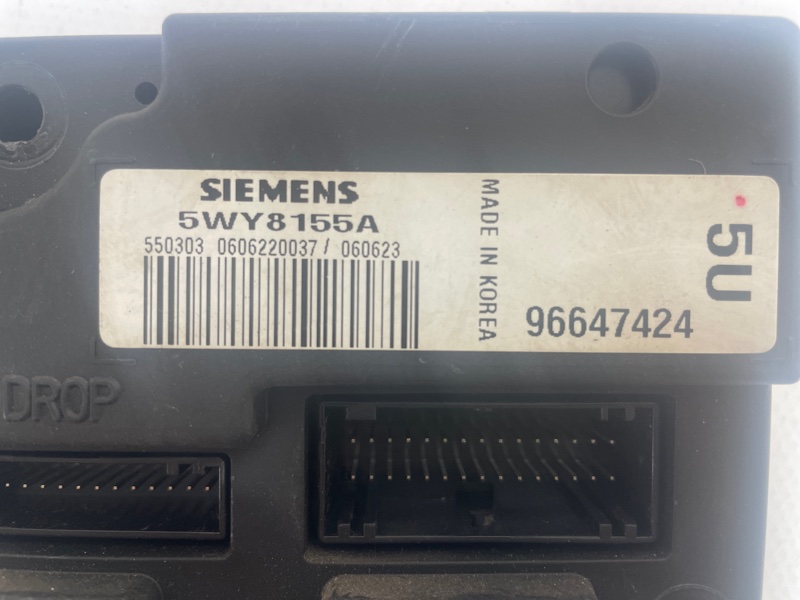 SIEMENS
5WY8155A
550303 0606220037/ 060623
MADE IN KOREA
5U
96647424
DROP